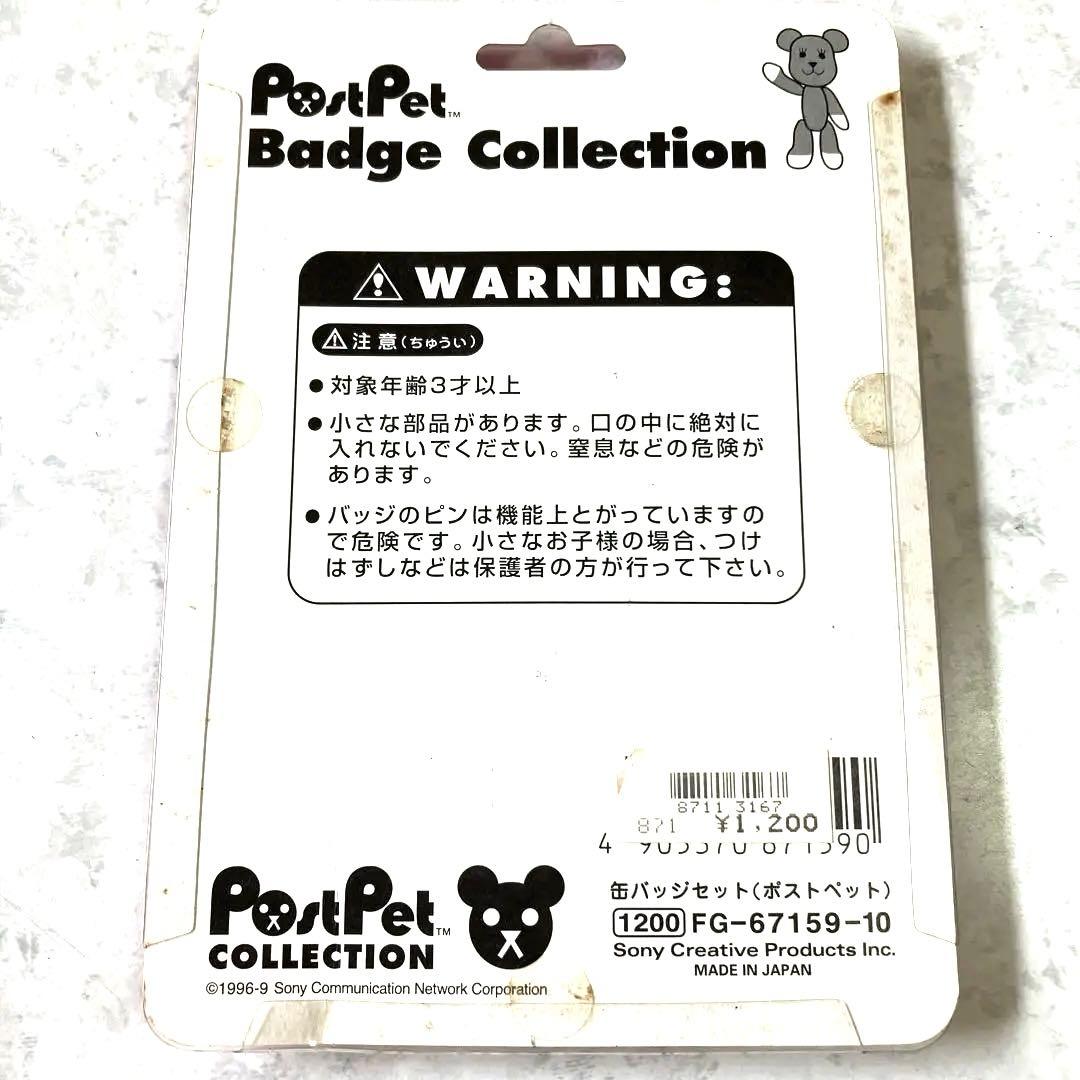 PostPet™
Badge Collection
WARNING:
注意(ちゅうい)
●対象年齢3才以上
●小さな部品があります。口の中に絶対に
入れないでください。窒息などの危険が
あります。
●バッジのピンは機能上とがっていますの
で危険です。小さなお子様の場合、つけ
はずしなどは保護者の方が行って下さい。
8711 3167
871 ¥1,200
缶バッジセット(ポストペット)
1200 FG-67159-10
Sony Creative Products Inc.
MADE IN JAPAN
PostPet™
COLLECTION
©1996-9 Sony Communication Network Corporation